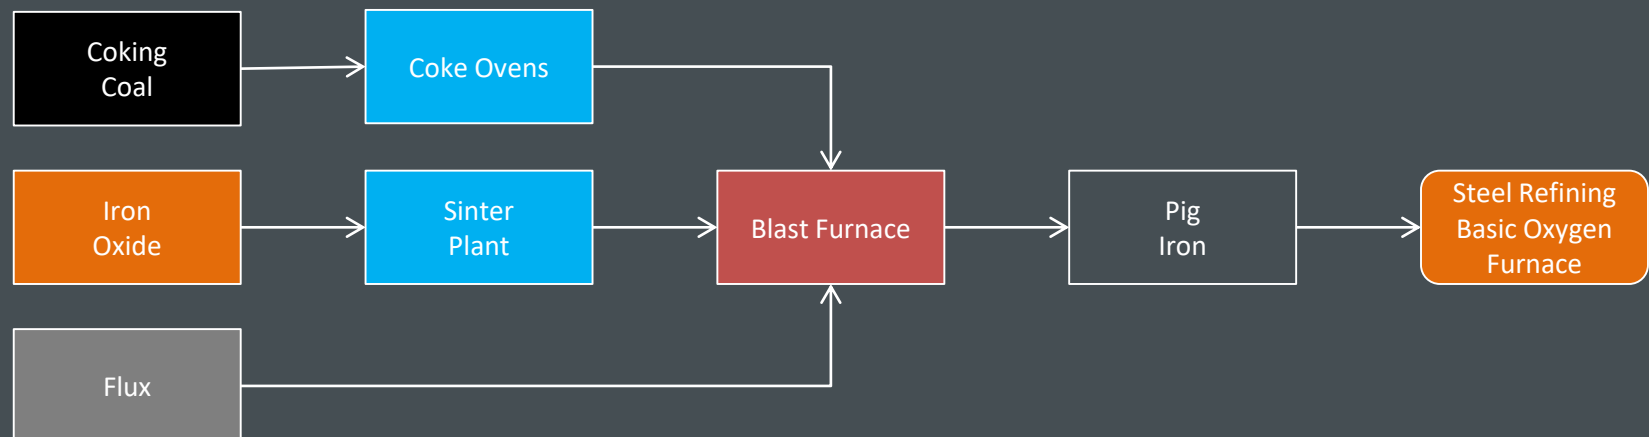 Coking
Coal
Coke Ovens
Iron
Oxide
Sinter
Plant
Blast Furnace
Pig
Iron
Steel Refining
Basic Oxygen
Furnace
Flux